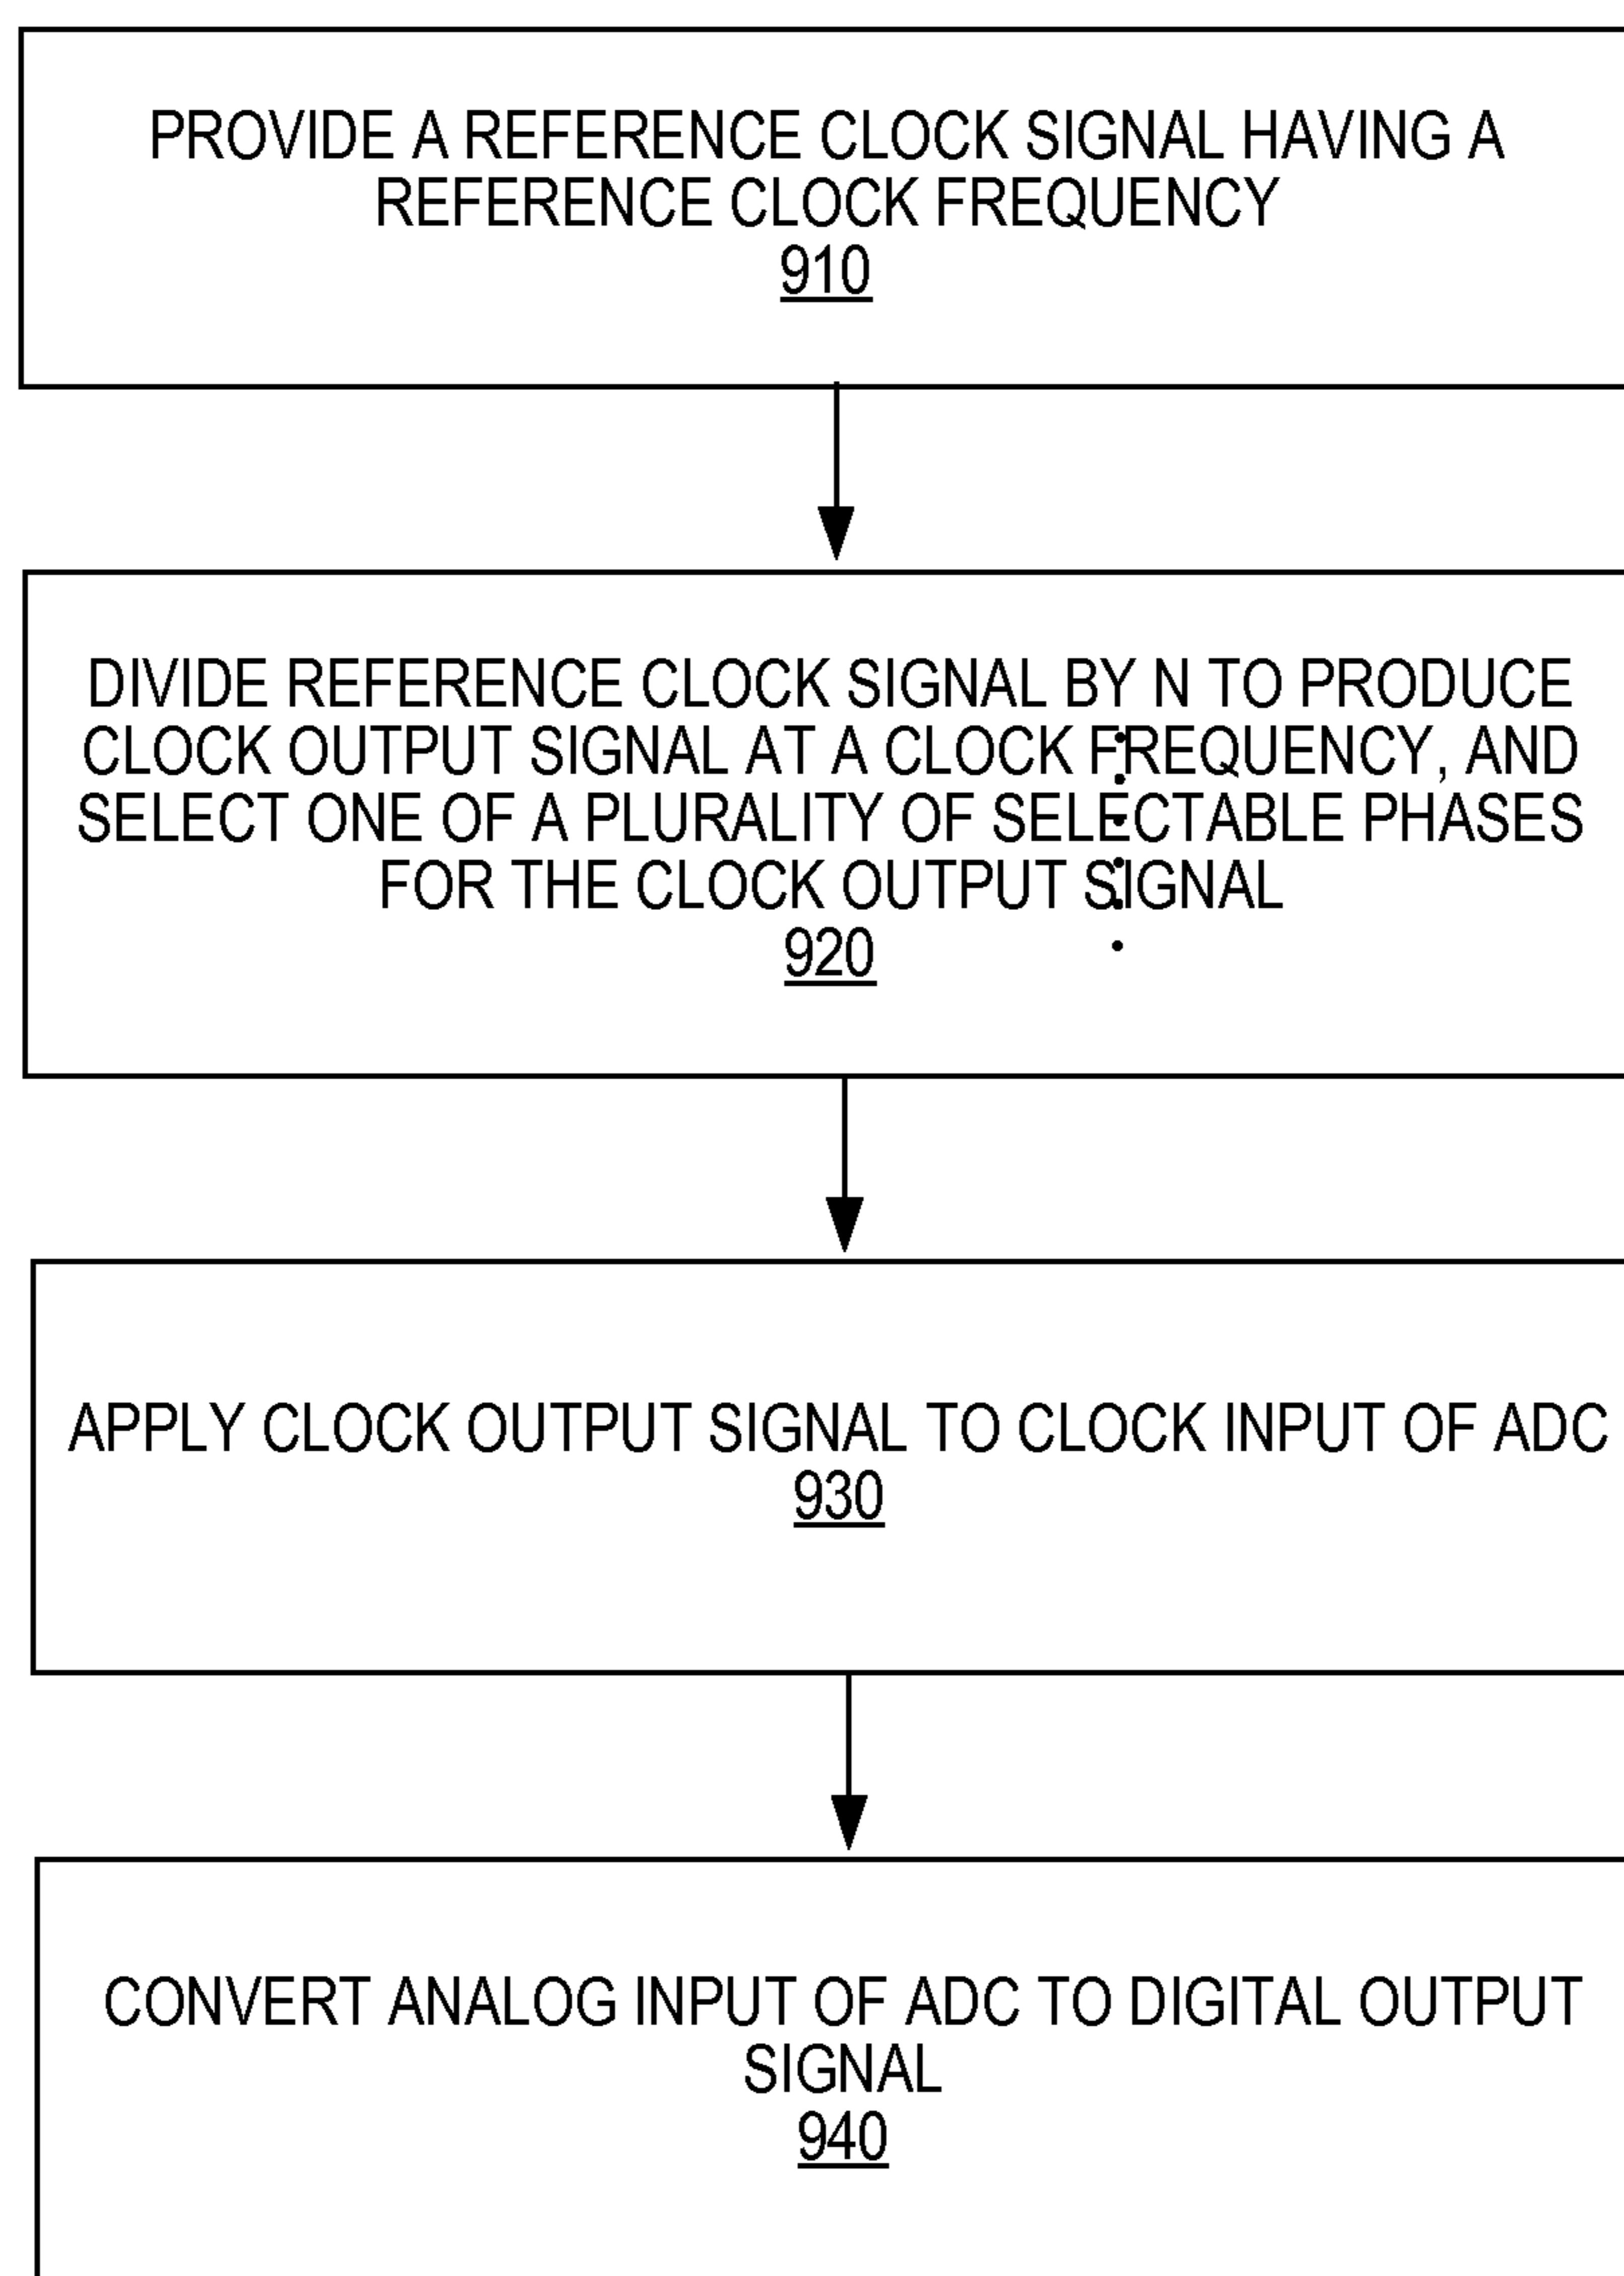 PROVIDE A REFERENCE CLOCK SIGNAL HAVING A
REFERENCE CLOCK FREQUENCY
910
DIVIDE REFERENCE CLOCK SIGNAL BY N TO PRODUCE
CLOCK OUTPUT SIGNAL AT A CLOCK FREQUENCY, AND
SELECT ONE OF A PLURALITY OF SELECTABLE PHASES
FOR THE CLOCK OUTPUT SIGNAL
920
APPLY CLOCK OUTPUT SIGNAL TO CLOCK INPUT OF ADC
930
CONVERT ANALOG INPUT OF ADC TO DIGITAL OUTPUT
SIGNAL
940